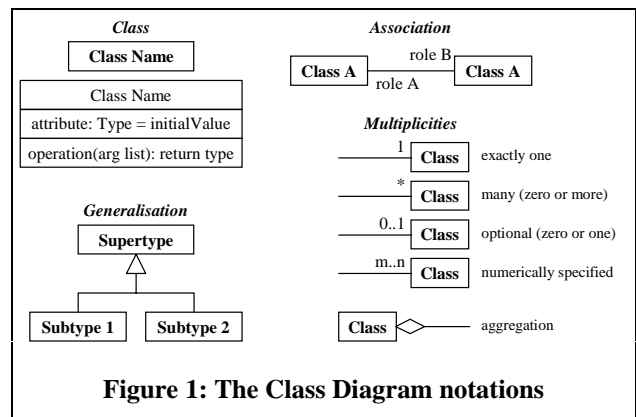 Class
Class Name
Class Name
attribute: Type = initialValue
operation(arg list): return type
Generalisation
Supertype
Subtype 1
Subtype 2
Association
role B
Class A
Class A
role A
Multiplicities
1
Class
exactly one
*
Class
many (zero or more)
0..1
Class
optional (zero or one)
m..n
Class
numerically specified
Class
aggregation
Figure 1: The Class Diagram notations